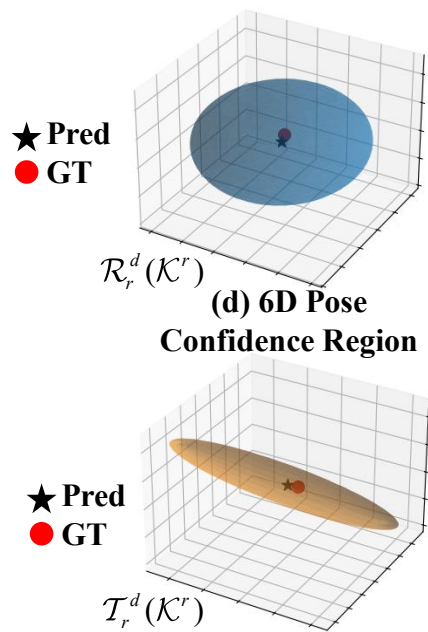 ★ Pred
● GT
$\mathcal{R}_r^d(\mathcal{K}^r)$
(d) 6D Pose
Confidence Region
★ Pred
● GT
$\mathcal{T}_r^d(\mathcal{K}^r)$